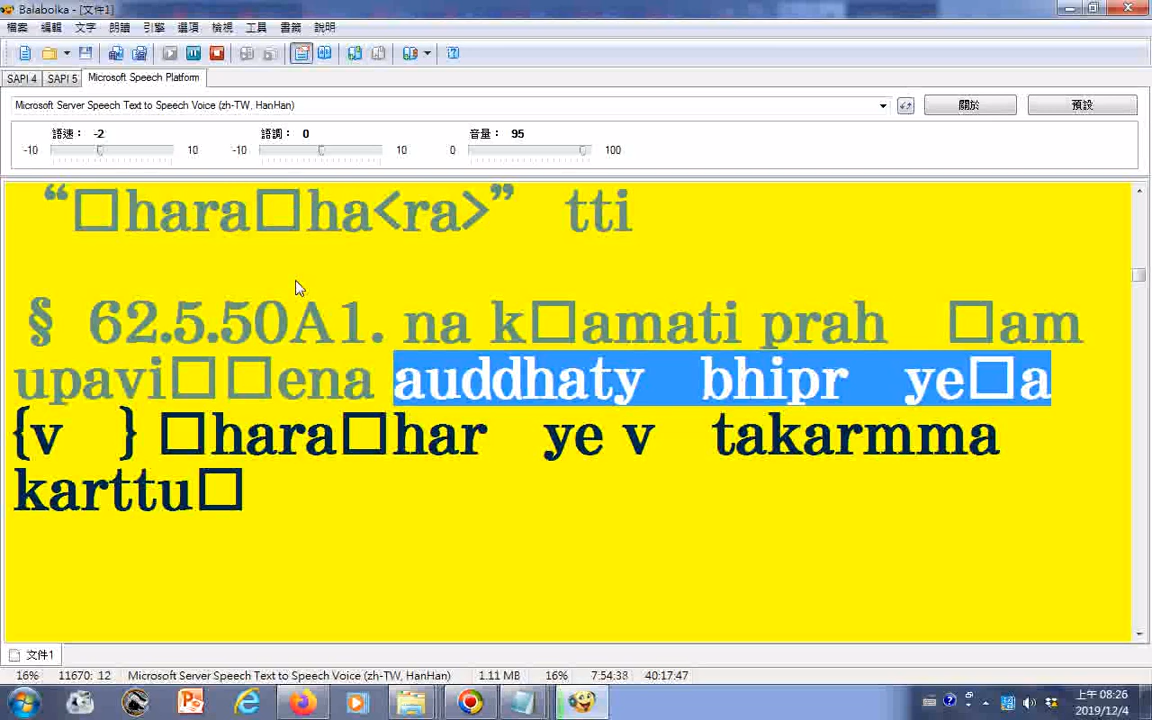 Balabolka - [文件1]
檔案 編輯 文字 朗讀 引擎 選項 檢視 工具 書籤 說明
SAPI 4 SAPI 5 Microsoft Speech Platform
Microsoft Server Speech Text to Speech Voice (zh-TW, HanHan)
關於 預設
語速： -2 語調： 0 音量： 95
-10 10 -10 10 0 100
“□hara□ha<ra>” tti
§ 62.5.50A1. na k□amati prah □am
upavi□□ena auddhaty bhipr ye□a
{v } □hara□har ye v takarmma
karttu□
文件1
16% 11670: 12 Microsoft Server Speech Text to Speech Voice (zh-TW, HanHan) 1.11 MB 16% 7:54:38 40:17:47
上午 08:26
2019/12/4